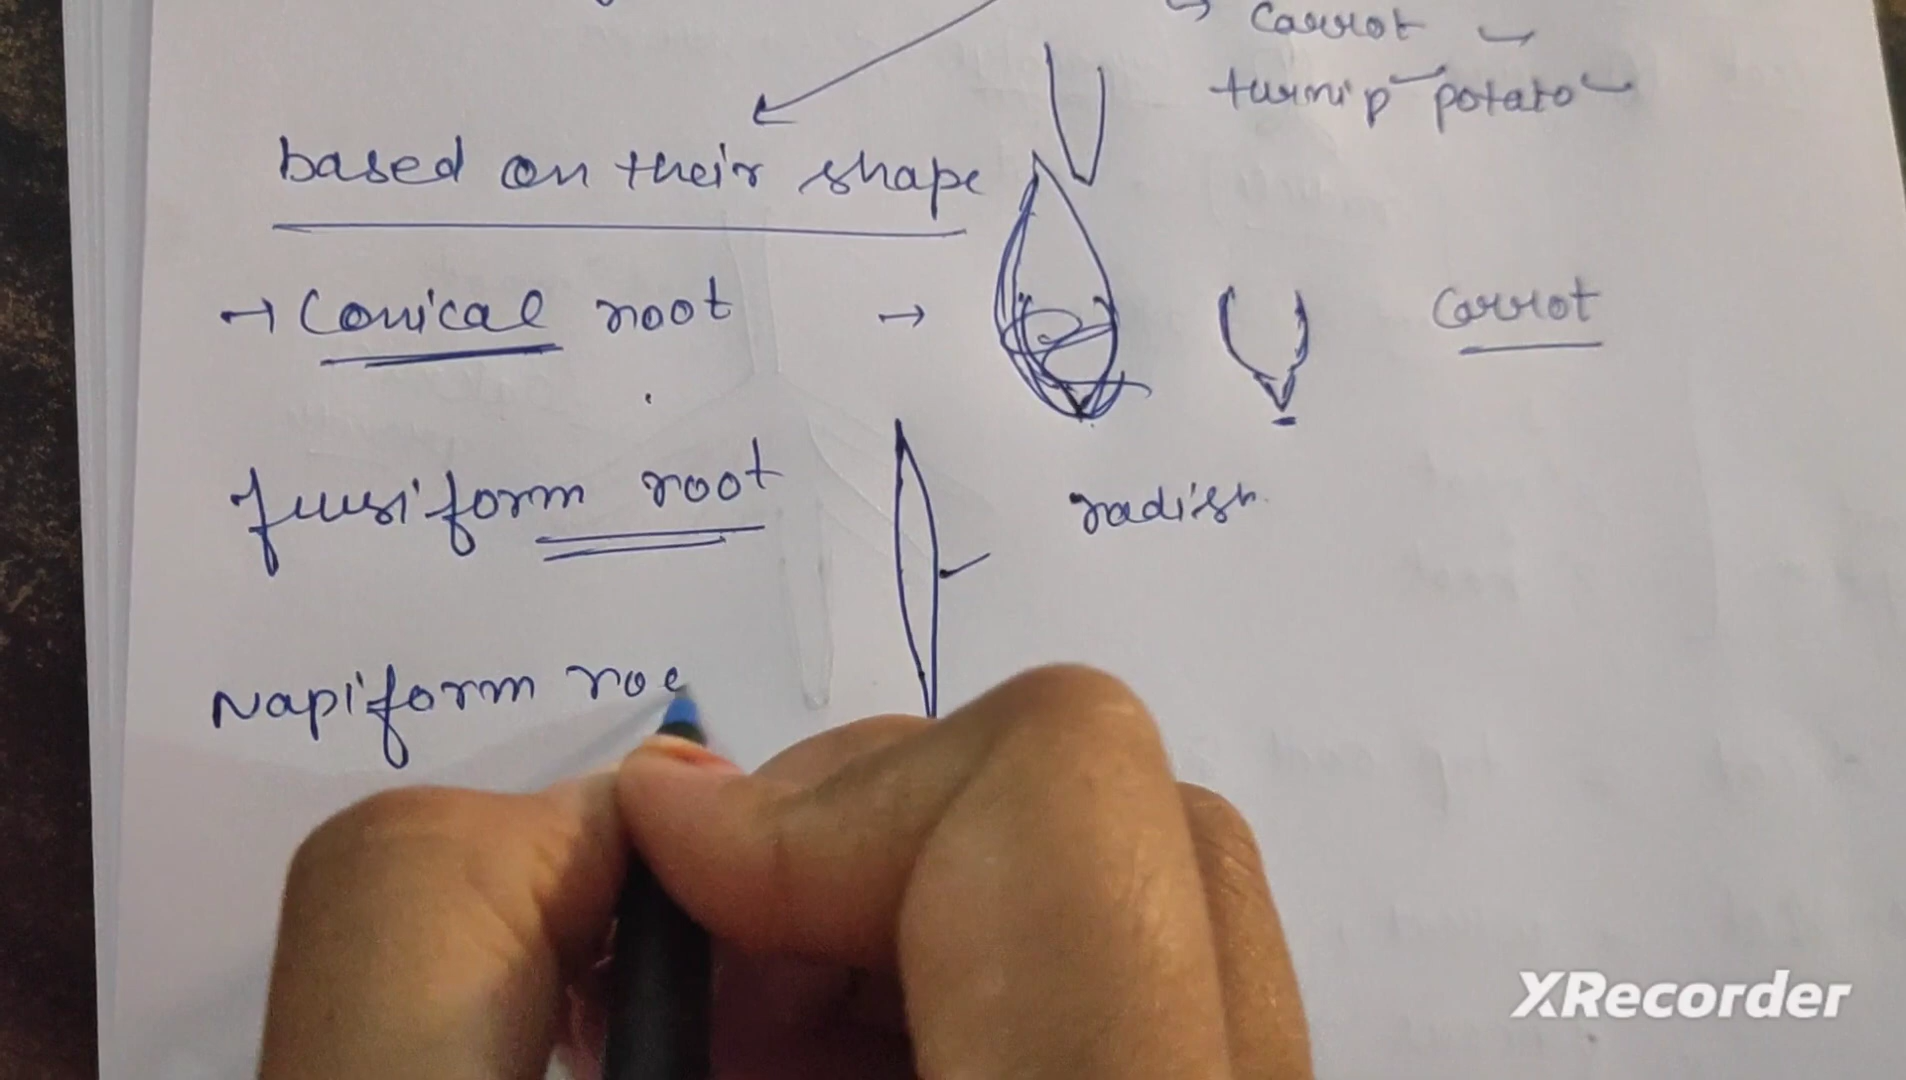 Carrot
turnip potato
based on their shape
→ Conical root → Carrot
fusiform root radish
Napiform roo
XRecorder